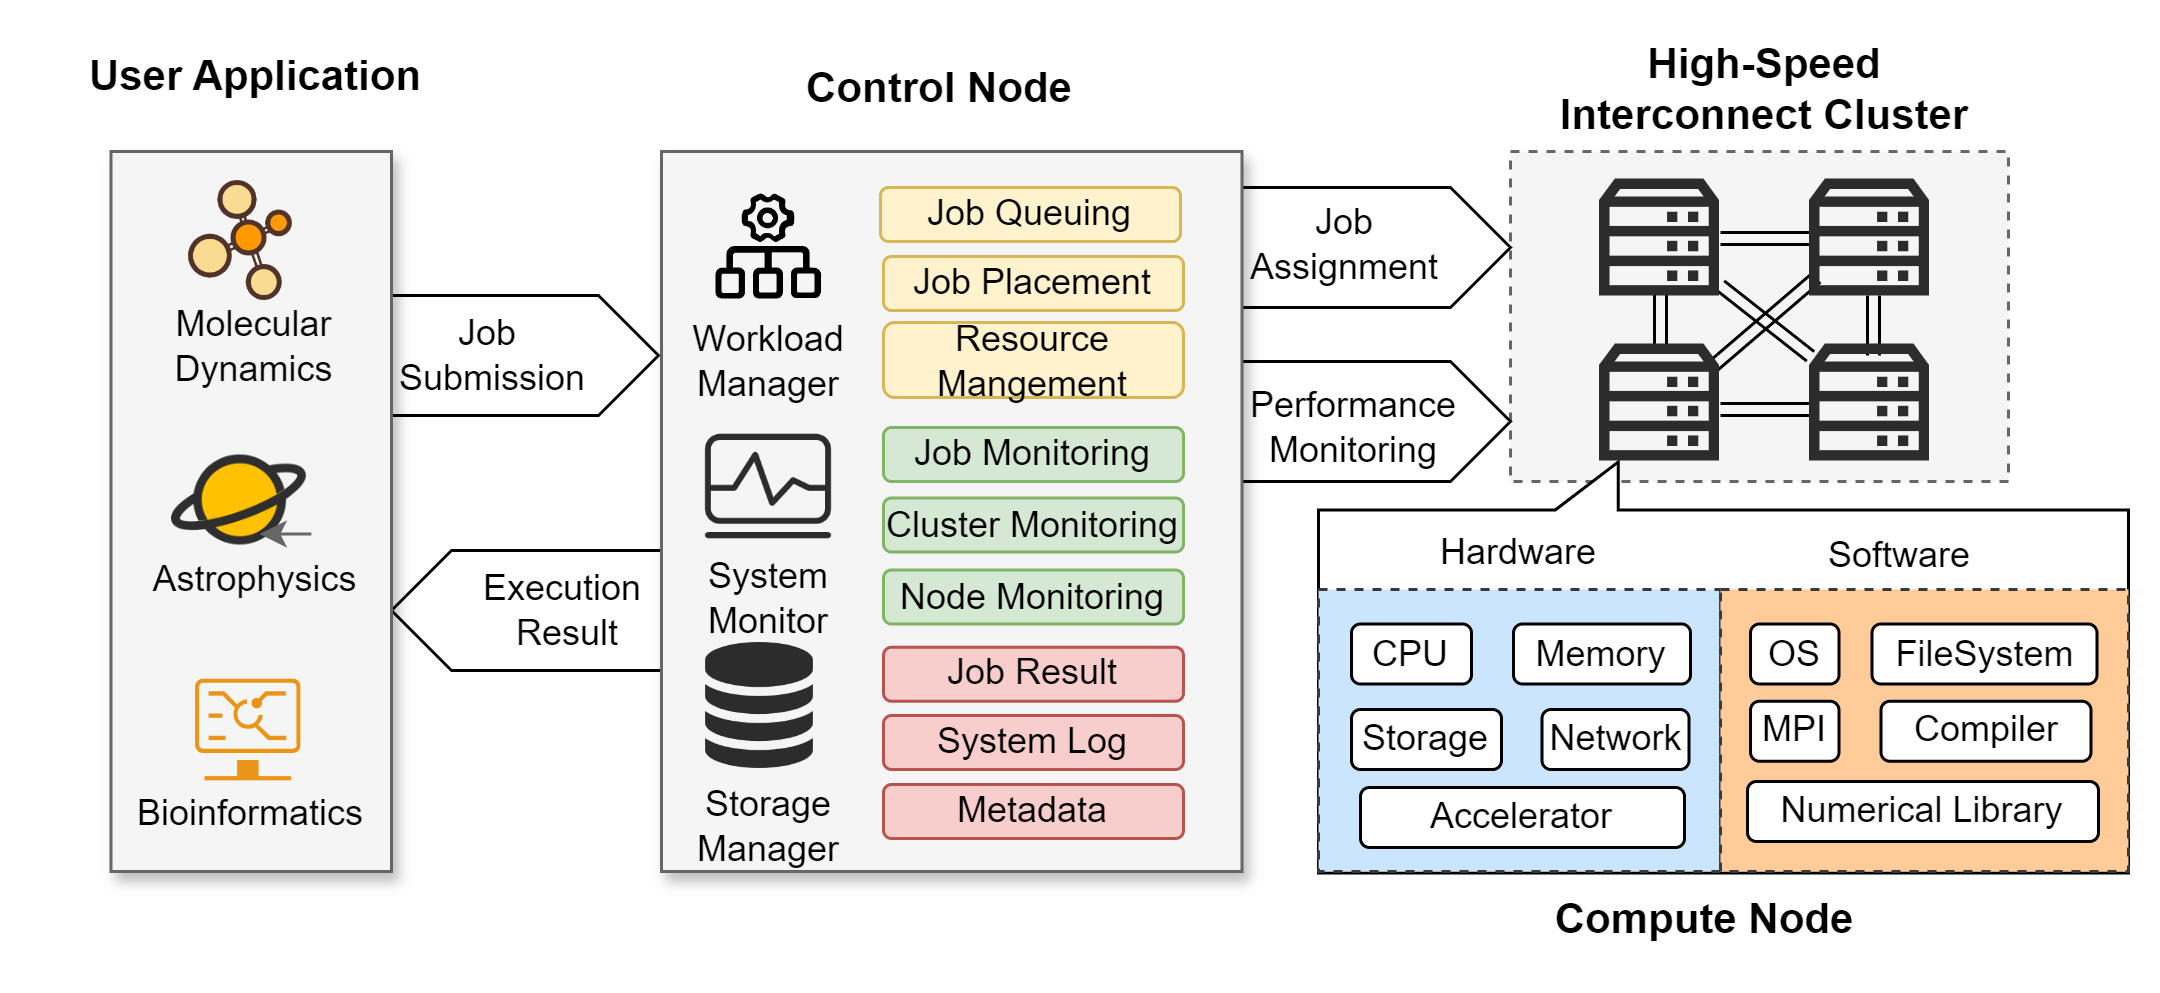 User Application
Molecular
Dynamics
Astrophysics
Bioinformatics
Job
Submission
Execution
Result
Control Node
Workload
Manager
Job Queuing
Job Placement
Resource
Mangement
System
Monitor
Job Monitoring
Cluster Monitoring
Node Monitoring
Storage
Manager
Job Result
System Log
Metadata
Job
Assignment
Performance
Monitoring
High-Speed
Interconnect Cluster
Hardware
CPU
Memory
Storage
Network
Accelerator
Software
OS
FileSystem
MPI
Compiler
Numerical Library
Compute Node